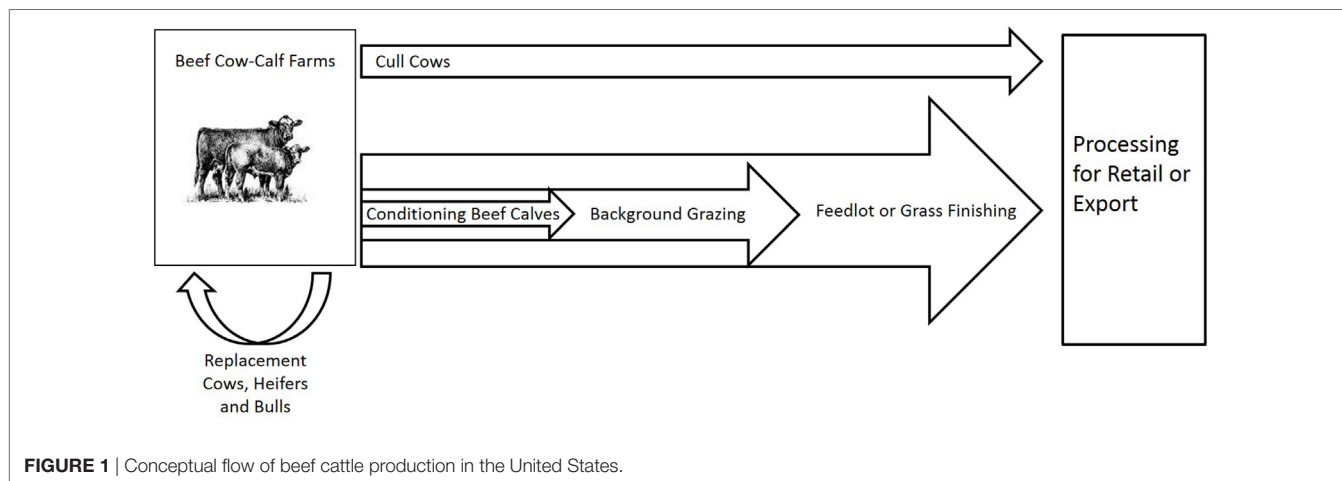 Beef Cow-Calf Farms
Cull Cows
Conditioning Beef Calves
Background Grazing
Feedlot or Grass Finishing
Processing
for Retail or
Export
Replacement
Cows, Heifers
and Bulls
FIGURE 1 | Conceptual flow of beef cattle production in the United States.